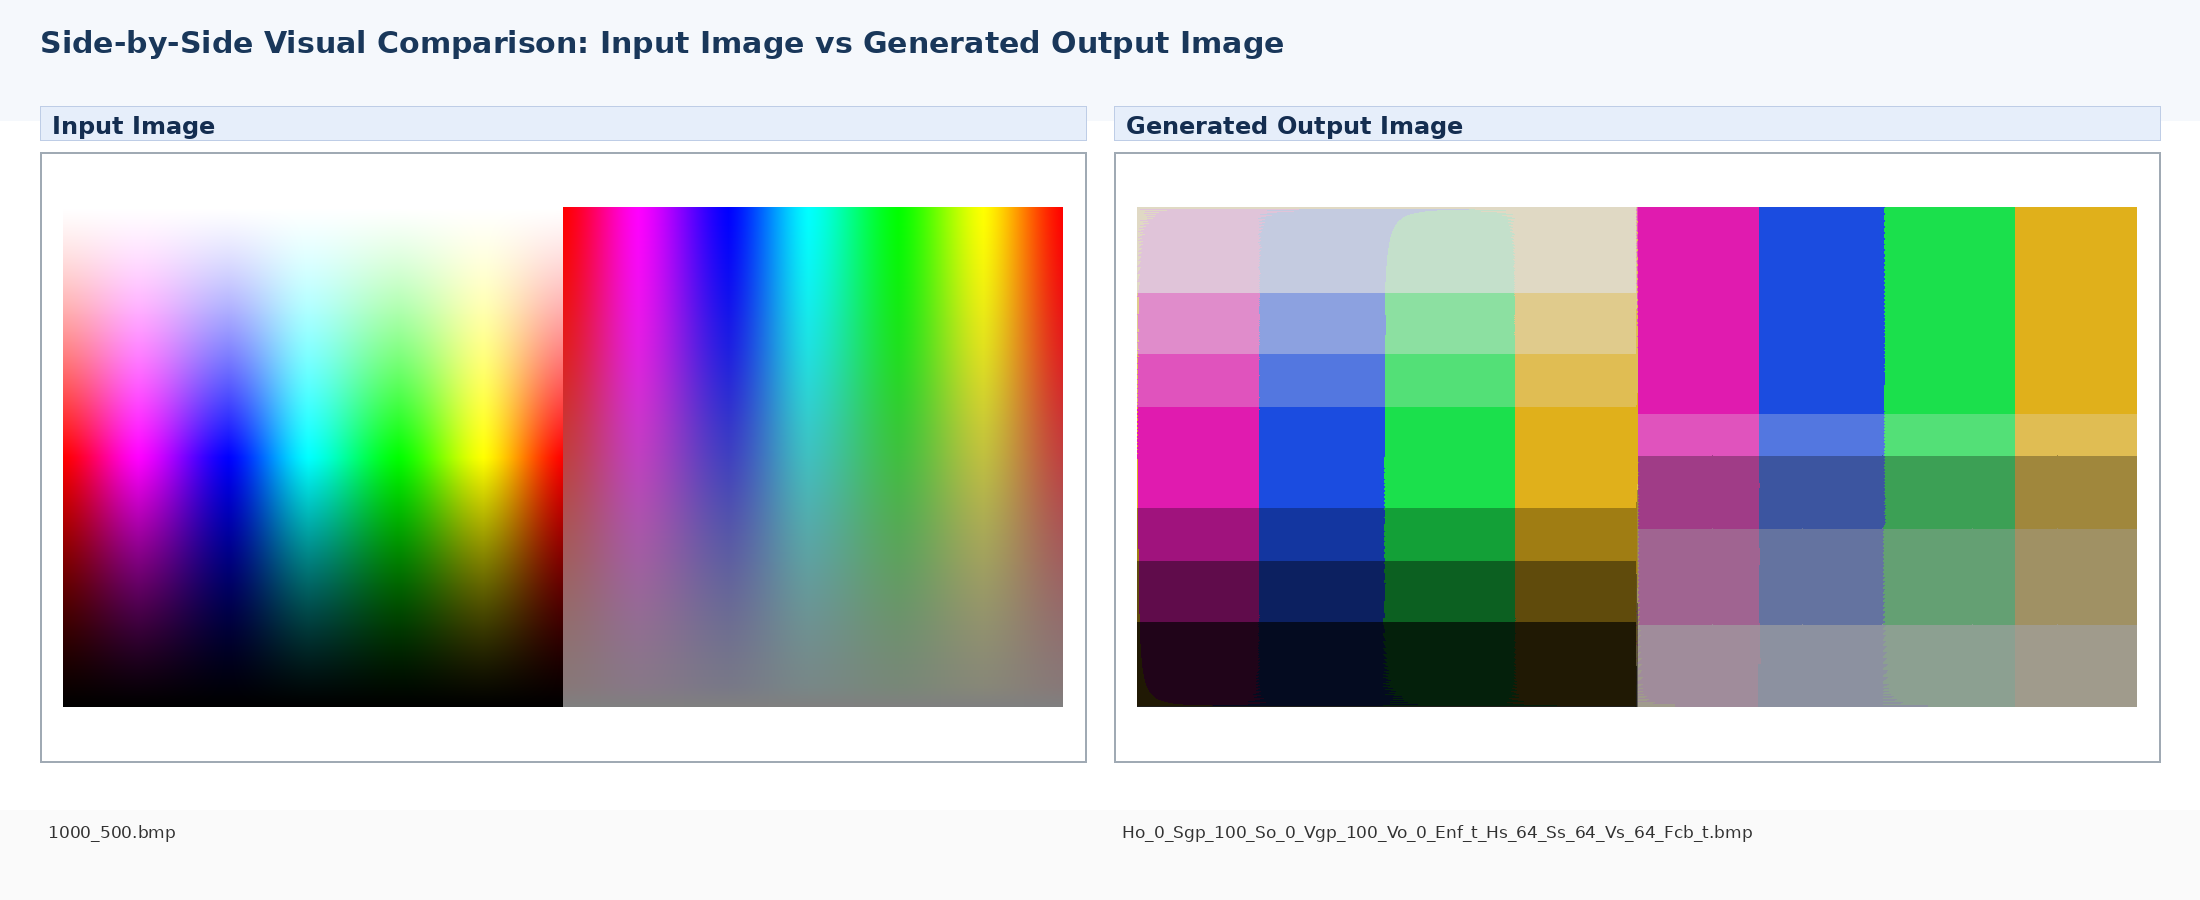 Side-by-Side Visual Comparison: Input Image vs Generated Output Image
Input Image
Generated Output Image
1000_500.bmp
Ho_0_Sgp_100_So_0_Vgp_100_Vo_0_Enf_t_Hs_64_Ss_64_Vs_64_Fcb_t.bmp